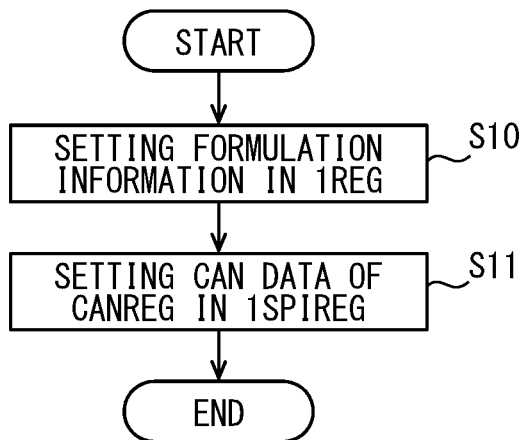 START
SETTING FORMULATION
INFORMATION IN 1REG
S10
SETTING CAN DATA OF
CANREG IN 1SPIREG
S11
END